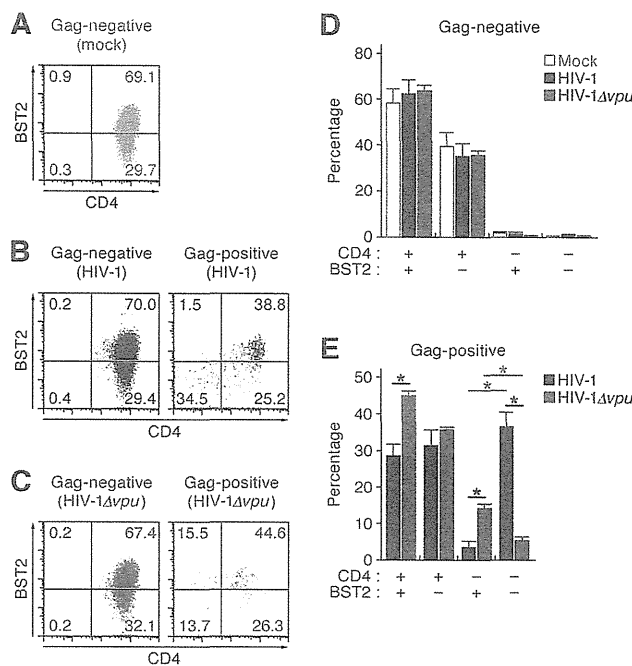 A
Gag-negative
(mock)
0.9 69.1
0.3 29.7
BST2
CD4
B
Gag-negative
(HIV-1)
Gag-positive
(HIV-1)
0.2 70.0
0.4 29.4
1.5 38.8
34.5 25.2
BST2
C
Gag-negative
(HIV-1Δvpu)
Gag-positive
(HIV-1Δvpu)
0.2 67.4
0.2 32.1
15.5 44.6
13.7 26.3
BST2
CD4
D
Gag-negative
Mock
HIV-1
HIV-1Δvpu
Percentage
80
60
40
20
0
CD4 : + + − −
BST2 : + − + −
E
Gag-positive
HIV-1
HIV-1Δvpu
Percentage
50
40
30
20
10
0
* * * * *
CD4 : + + − −
BST2 : + − + −